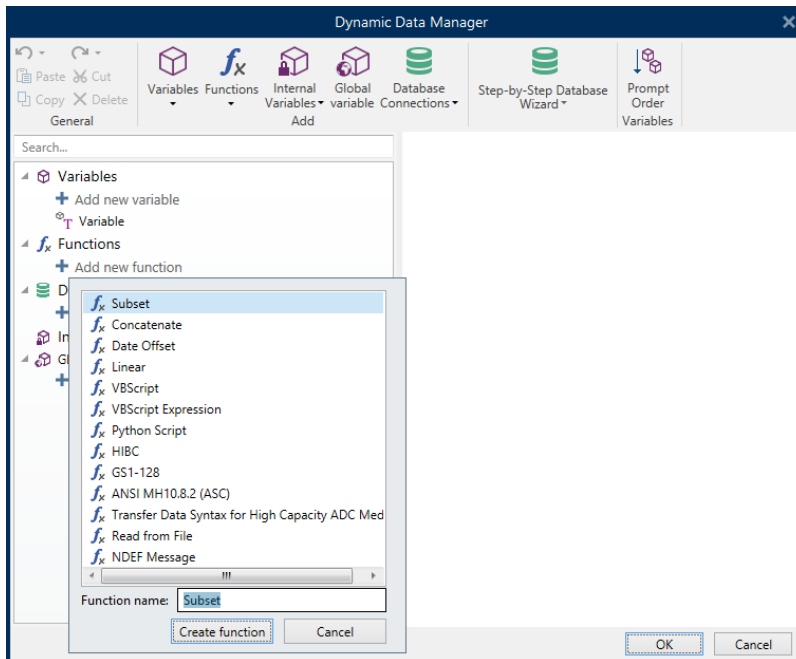 Dynamic Data Manager
Paste Cut
Copy Delete
General
Variables Functions Internal Variables Global variable Database Connections
Add
Step-by-Step Database Wizard
Prompt Order
Variables
Search...
Variables
Add new variable
Variable
Functions
Add new function
D
In
Gl
Subset
Concatenate
Date Offset
Linear
VBScript
VBScript Expression
Python Script
HIBC
GS1-128
ANSI MH10.8.2 (ASC)
Transfer Data Syntax for High Capacity ADC Med
Read from File
NDEF Message
Function name: Subset
Create function Cancel
OK Cancel